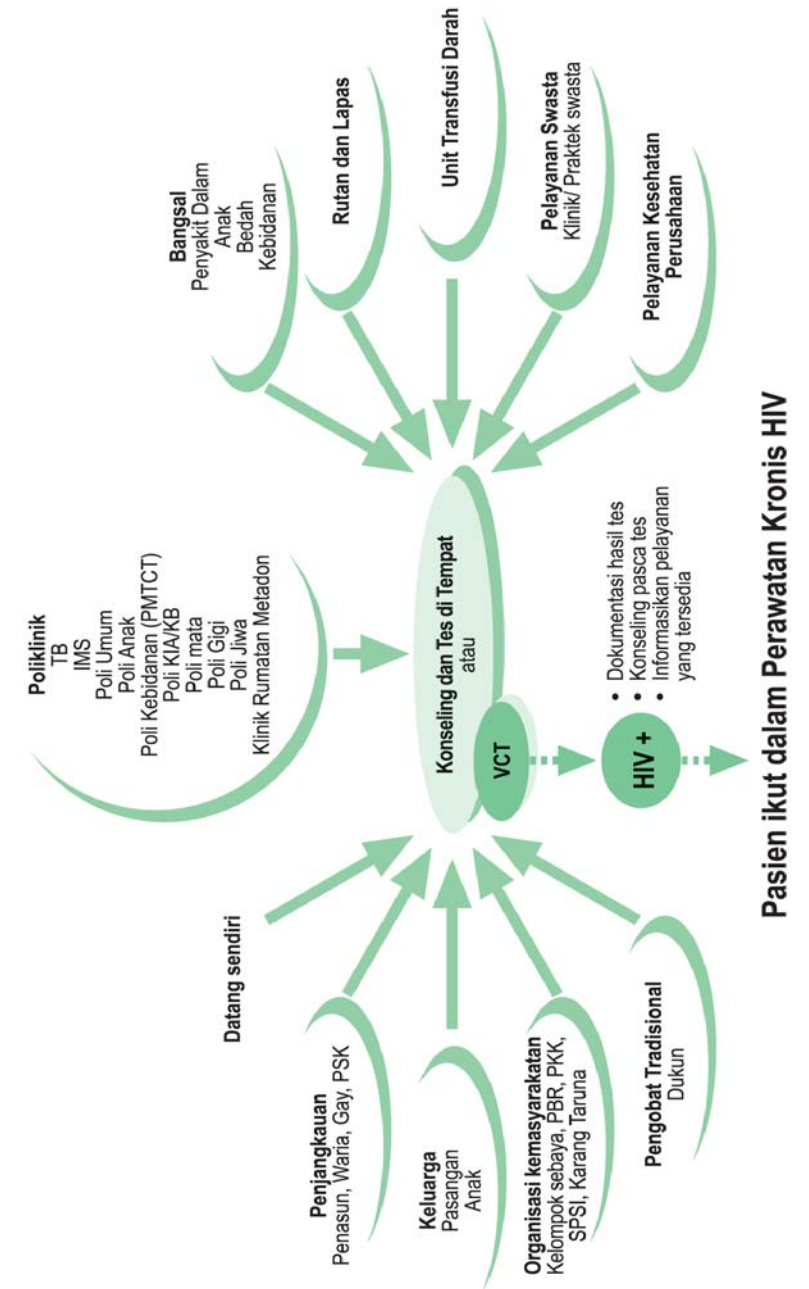 Poliklinik
TB
IMS
Poli Umum
Poli Anak
Poli Kebidanan (PMTCT)
Poli KIA/KB
Poli mata
Poli Gigi
Poli Jiwa
Klinik Rumatan Metadon
Datang sendiri
Penjangkauan
Penasun, Waria, Gay, PSK
Keluarga
Pasangan
Anak
Organisasi kemasyarakatan
Kelompok sebaya, PBR, PKK,
SPSI, Karang Taruna
Pengobat Tradisional
Dukun
Bangsal
Penyakit Dalam
Anak
Bedah
Kebidanan
Rutan dan Lapas
Unit Transfusi Darah
Pelayanan Swasta
Klinik/ Praktek swasta
Pelayanan Kesehatan
Perusahaan
Konseling dan Tes di Tempat
atau
VCT
HIV +
• Dokumentasi hasil tes
• Konseling pasca tes
• Informasikan pelayanan
yang tersedia
Pasien ikut dalam Perawatan Kronis HIV